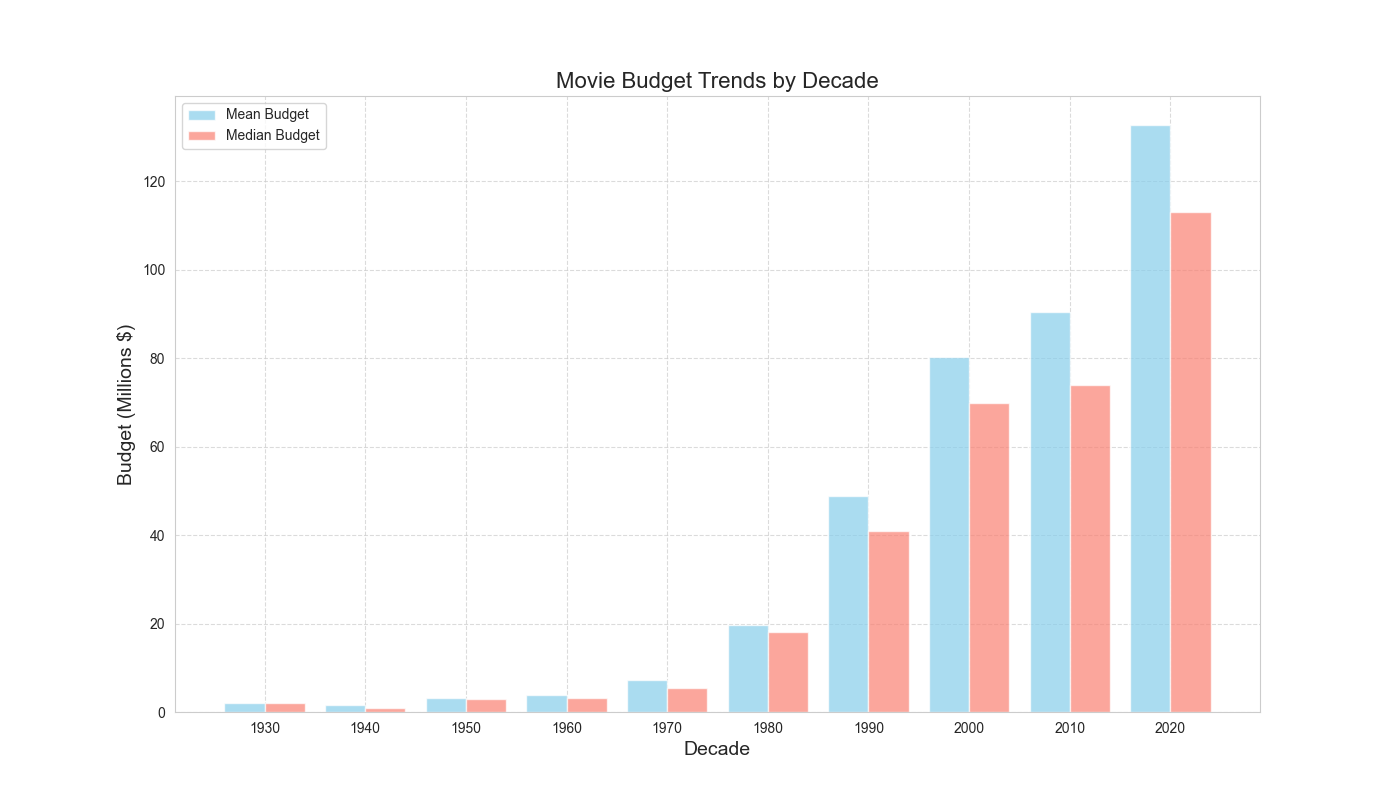 Movie Budget Trends by Decade
Mean Budget
Median Budget
120
100
80
60
40
20
0
Budget (Millions $)
1930 1940 1950 1960 1970 1980 1990 2000 2010 2020
Decade